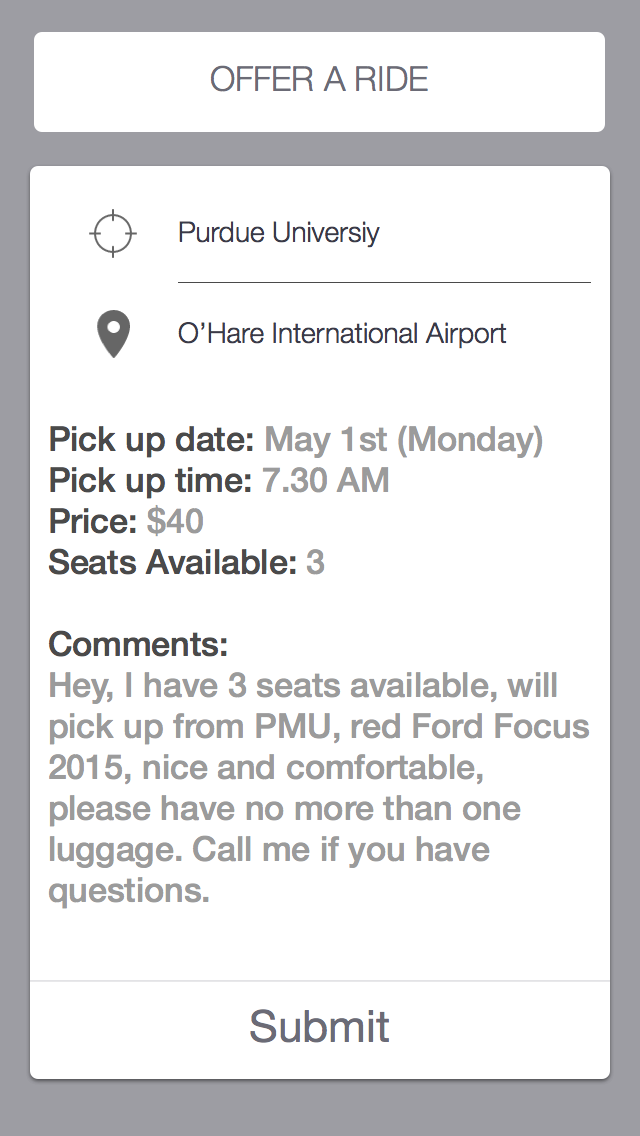 OFFER A RIDE
Purdue Universiy
O’Hare International Airport
Pick up date: May 1st (Monday)
Pick up time: 7.30 AM
Price: $40
Seats Available: 3
Comments:
Hey, I have 3 seats available, will
pick up from PMU, red Ford Focus
2015, nice and comfortable,
please have no more than one
luggage. Call me if you have
questions.
Submit